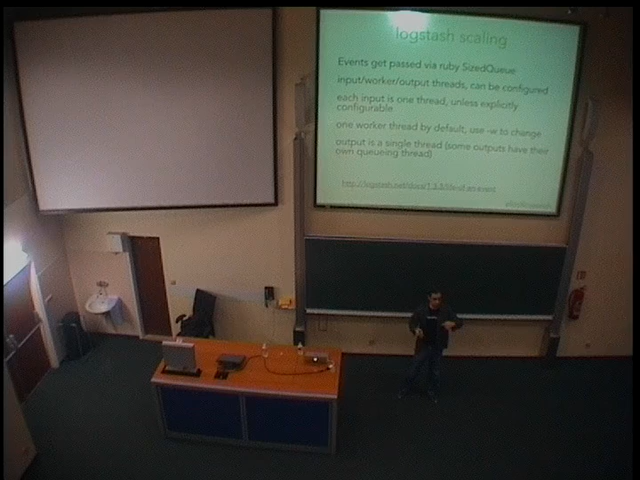 logstash scaling
Events get passed via ruby SizedQueue
input/worker/output threads, can be configured
each input is one thread, unless explicitly
configurable
one worker thread by default, use -w to change
output is a single thread (some outputs have their
own queueing thread)